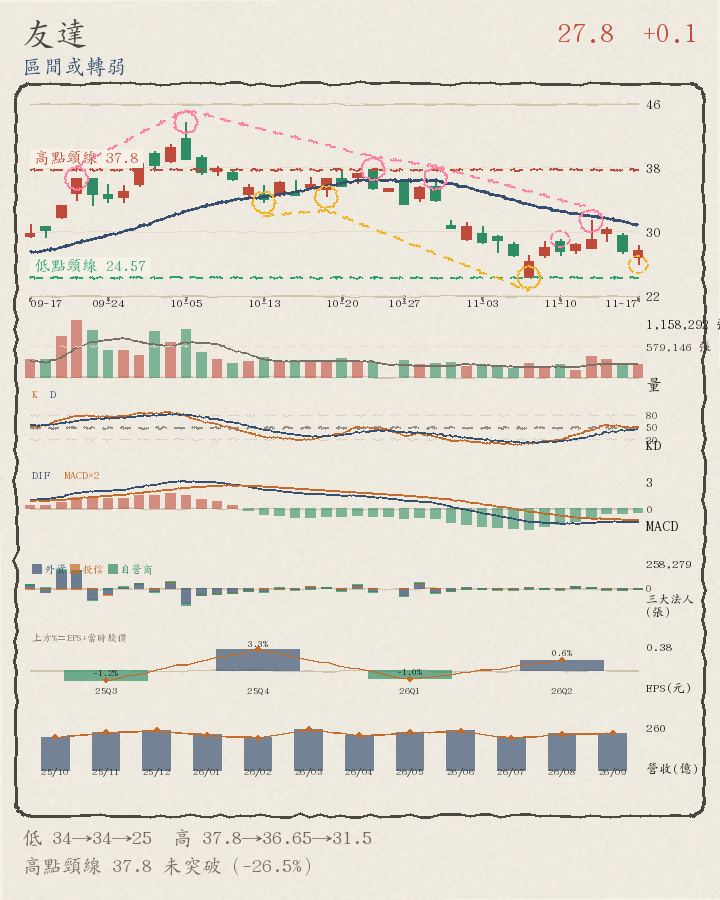 友達 27.8 +0.1
區間或轉弱
46
高點頸線 37.8 38
30
低點頸線 24.57
22
09-17 09-24 10-05 10-13 10-20 10-27 11-03 11-10 11-17
1,158,292 張
579,146 張
量
K D
80
50
20
KD
DIF MACD×2
3
0
MACD
外資 投信 自營商 258,279
0
三大法人
(張)
上方%=EPS÷當時股價
-1.2% 3.3% -1.0% 0.6% 0.38
25Q3 25Q4 26Q1 26Q2 EPS(元)
260
25/10 25/11 25/12 26/01 26/02 26/03 26/04 26/05 26/06 26/07 26/08 26/09 營收(億)
低 34→34→25 高 37.8→36.65→31.5
高點頸線 37.8 未突破 (-26.5%)